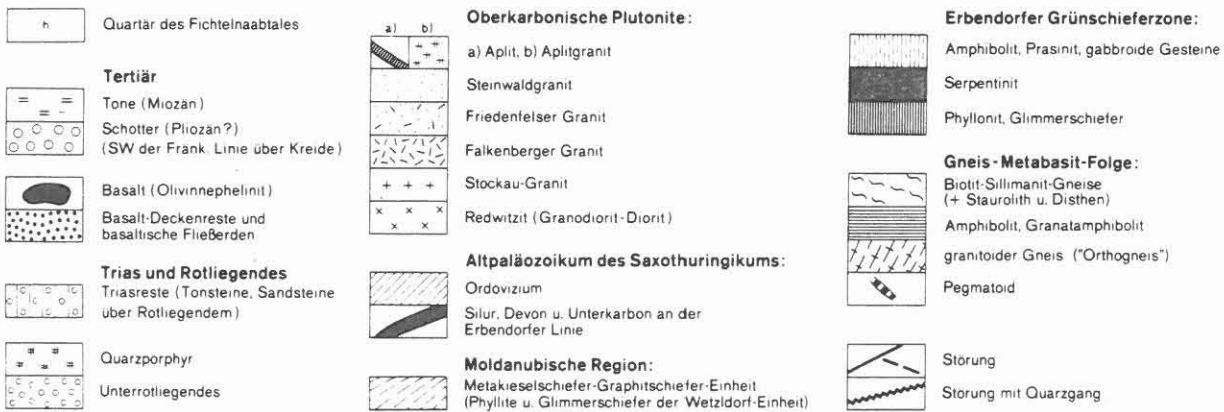 h
Quartär des Fichtelnaabtales
Tertiär
Tone (Miozän)
Schotter (Pliozän?)
(SW der Fränk. Linie über Kreide)
Basalt (Olivinnephelinit)
Basalt-Deckenreste und
basaltische Fließerden
Trias und Rotliegendes
Triasreste (Tonsteine, Sandsteine
über Rotliegendem)
Quarzporphyr
Unterrotliegendes
Oberkarbonische Plutonite:
a) b)
a) Aplit, b) Aplitgranit
Steinwaldgranit
Friedenfelser Granit
Falkenberger Granit
Stockau-Granit
Redwitzit (Granodiorit-Diorit)
Altpaläozoikum des Saxothuringikums:
Ordovizium
Silur, Devon u. Unterkarbon an der
Erbendorfer Linie
Moldanubische Region:
Metakieselschiefer-Graphitschiefer-Einheit
(Phyllite u. Glimmerschiefer der Wetzldorf-Einheit)
Erbendorfer Grünschieferzone:
Amphibolit, Prasinit, gabbroide Gesteine
Serpentinit
Phyllonit, Glimmerschiefer
Gneis-Metabasit-Folge:
Biotit-Sillimanit-Gneise
(+ Staurolith u. Disthen)
Amphibolit, Granatamphibolit
granitoider Gneis ("Orthogneis")
Pegmatoid
Störung
Störung mit Quarzgang